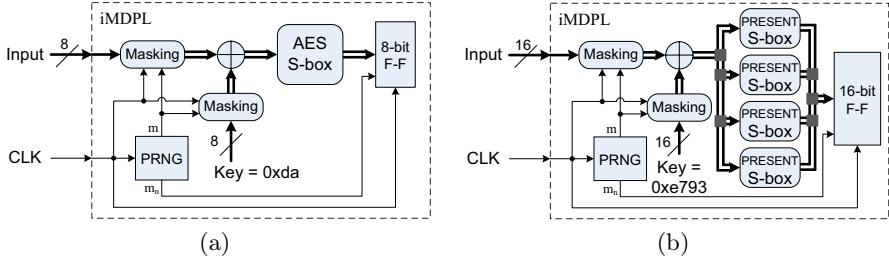 iMDPL
Input
8
Masking
AES
S-box
8-bit
F-F
Masking
m
8
CLK
PRNG
Key = 0xda
mn
(a)
iMDPL
Input
16
Masking
PRESENT
S-box
PRESENT
S-box
PRESENT
S-box
PRESENT
S-box
16-bit
F-F
Masking
m
16
CLK
PRNG
Key =
0xe793
mn
(b)